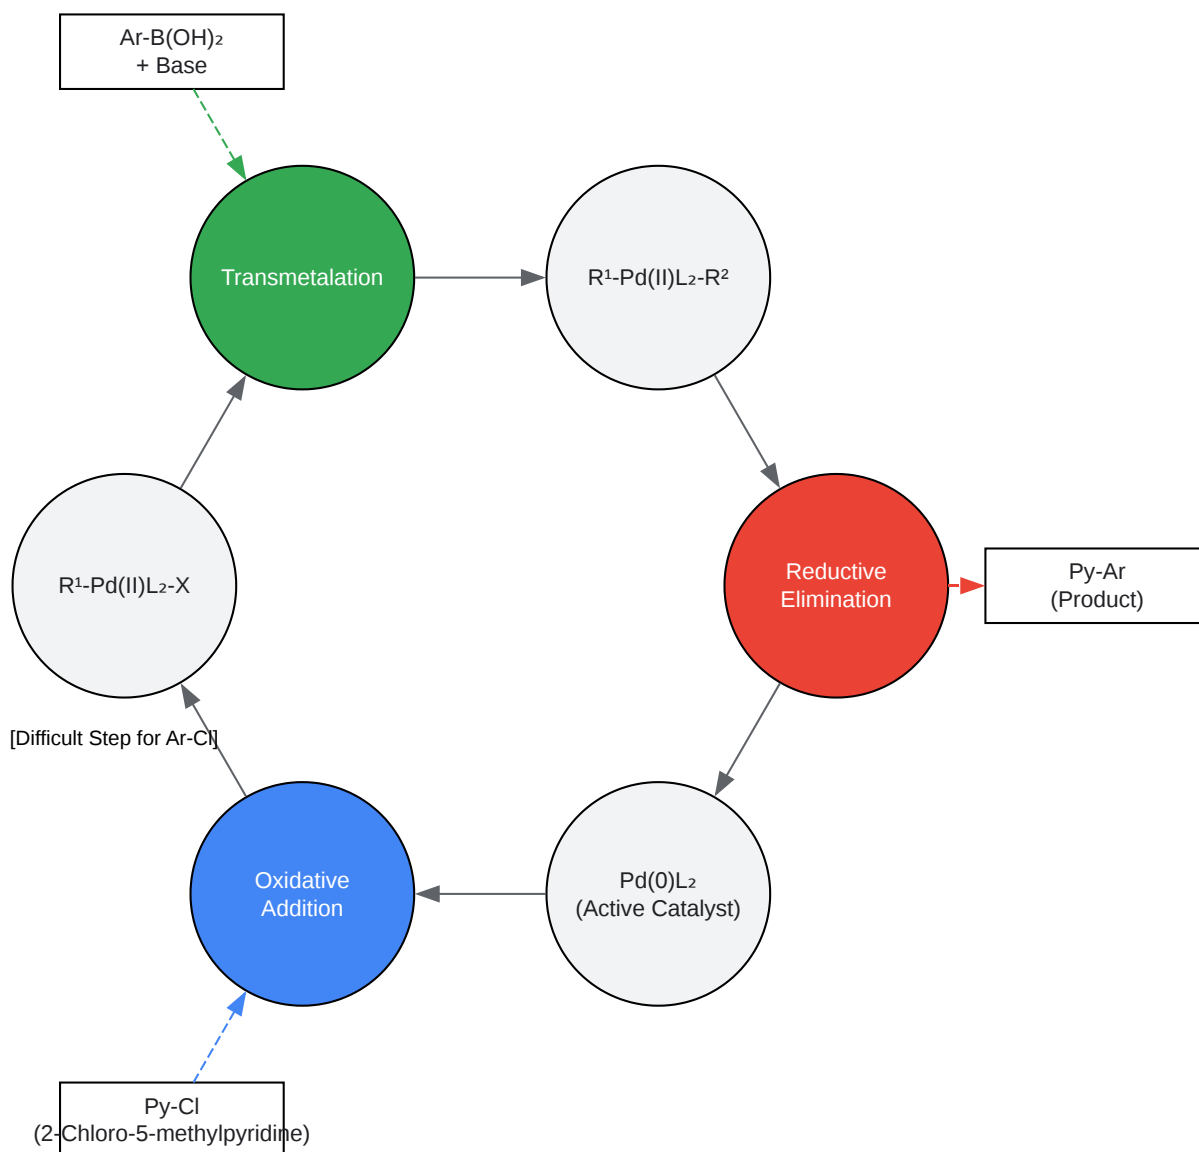 Ar-B(OH)₂
+ Base
Transmetalation
R¹-Pd(II)L₂-R²
R¹-Pd(II)L₂-X
Reductive
Elimination
Py-Ar
(Product)
[Difficult Step for Ar-Cl]
Oxidative
Addition
Pd(0)L₂
(Active Catalyst)
Py-Cl
(2-Chloro-5-methylpyridine)